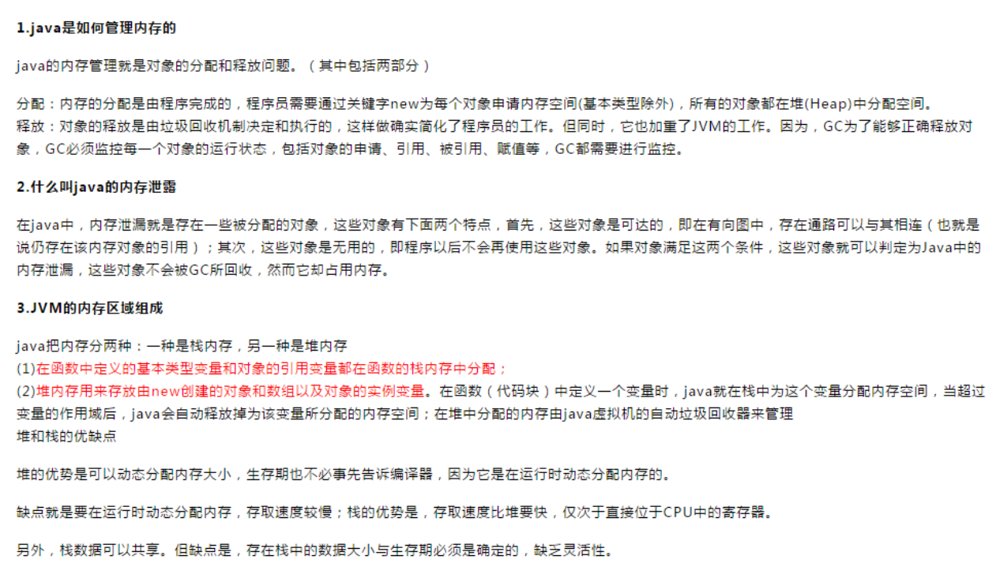 1.java是如何管理内存的
java的内存管理就是对象的分配和释放问题。（其中包括两部分）
分配：内存的分配是由程序完成的，程序员需要通过关键字new为每个对象申请内存空间(基本类型除外)，所有的对象都在堆(Heap)中分配空间。
释放：对象的释放是由垃圾回收机制决定和执行的，这样做确实简化了程序员的工作。但同时，它也加重了JVM的工作。因为，GC为了能够正确释放对
象，GC必须监控每一个对象的运行状态，包括对象的申请、引用、被引用、赋值等，GC都需要进行监控。
2.什么叫java的内存泄露
在java中，内存泄漏就是存在一些被分配的对象，这些对象有下面两个特点，首先，这些对象是可达的，即在有向图中，存在通路可以与其相连（也就是
说仍存在该内存对象的引用）；其次，这些对象是无用的，即程序以后不会再使用这些对象。如果对象满足这两个条件，这些对象就可以判定为Java中的
内存泄漏，这些对象不会被GC所回收，然而它却占用内存。
3.JVM的内存区域组成
java把内存分两种：一种是栈内存，另一种是堆内存
(1)在函数中定义的基本类型变量和对象的引用变量都在函数的栈内存中分配；
(2)堆内存用来存放由new创建的对象和数组以及对象的实例变量。在函数（代码块）中定义一个变量时，java就在栈中为这个变量分配内存空间，当超过
变量的作用域后，java会自动释放掉为该变量所分配的内存空间；在堆中分配的内存由java虚拟机的自动垃圾回收器来管理
堆和栈的优缺点
堆的优势是可以动态分配内存大小，生存期也不必事先告诉编译器，因为它是在运行时动态分配内存的。
缺点就是要在运行时动态分配内存，存取速度较慢；栈的优势是，存取速度比堆要快，仅次于直接位于CPU中的寄存器。
另外，栈数据可以共享。但缺点是，存在栈中的数据大小与生存期必须是确定的，缺乏灵活性。